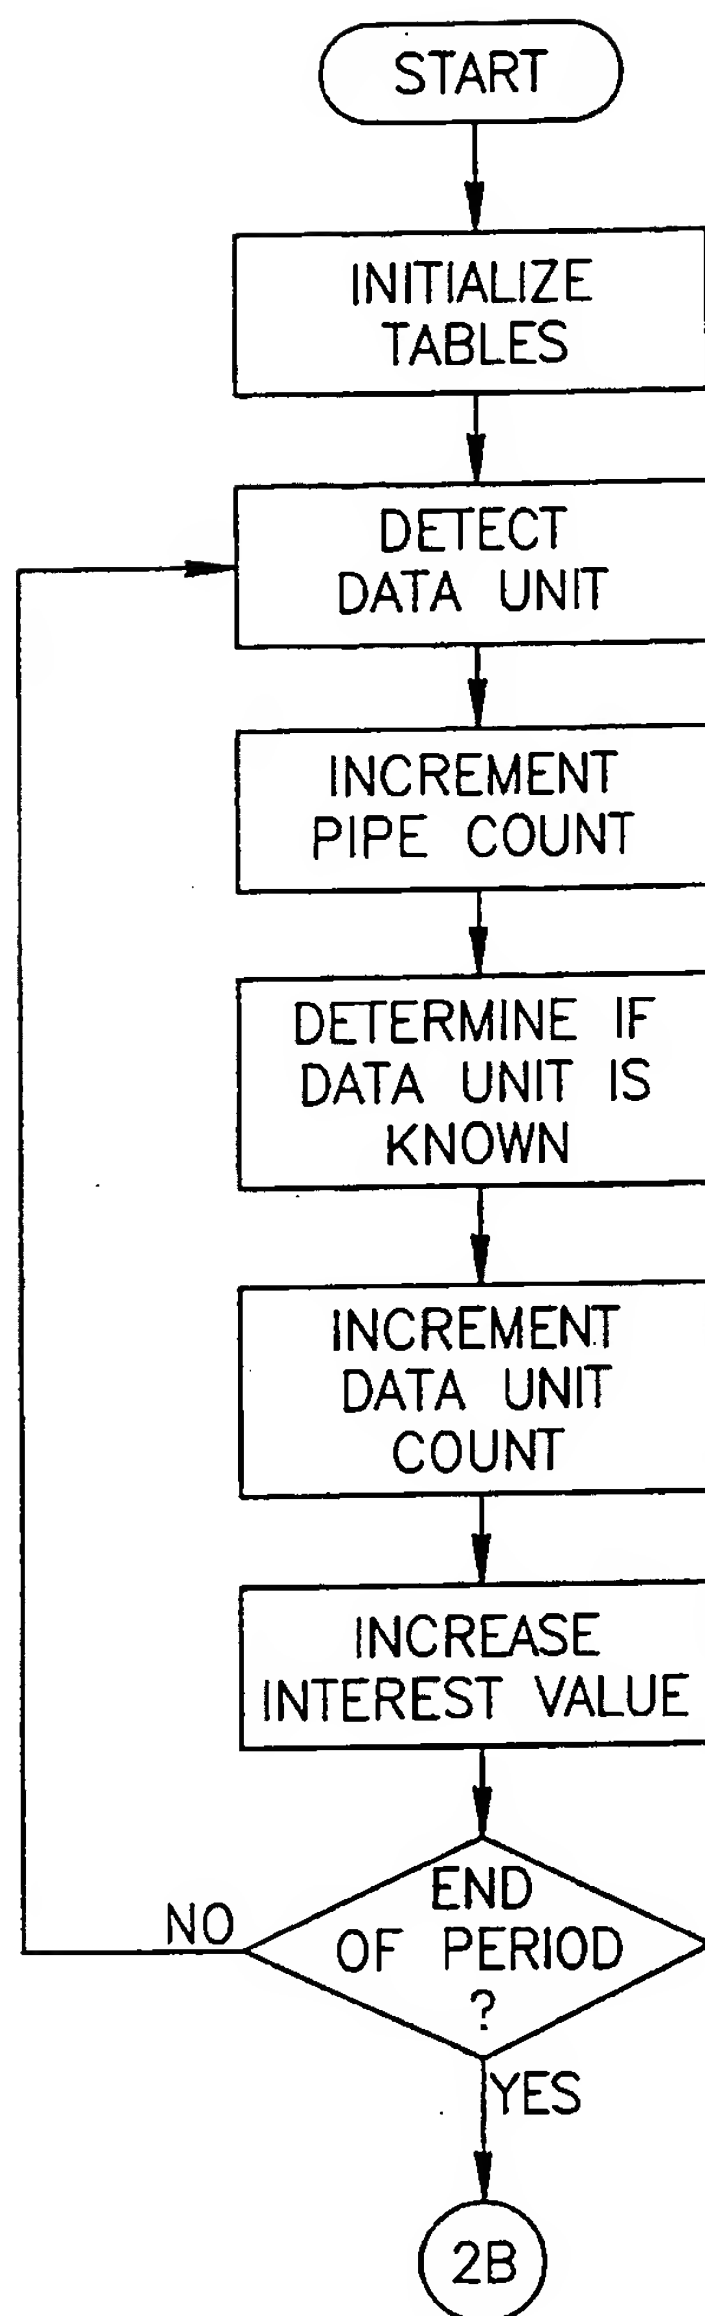 START
INITIALIZE
TABLES
DETECT
DATA UNIT
INCREMENT
PIPE COUNT
DETERMINE IF
DATA UNIT IS
KNOWN
INCREMENT
DATA UNIT
COUNT
INCREASE
INTEREST VALUE
END
OF PERIOD
?
NO
YES
2B